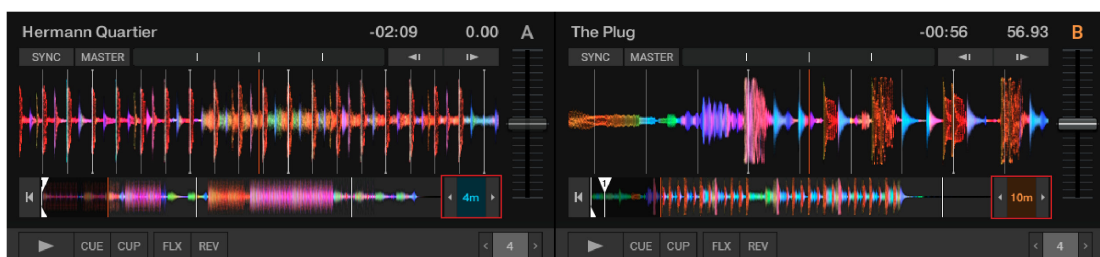 Hermann Quartier -02:09 0.00 A
SYNC MASTER
4m
CUE CUP FLX REV 4
The Plug -00:56 56.93 B
SYNC MASTER
1
10m
CUE CUP FLX REV 4